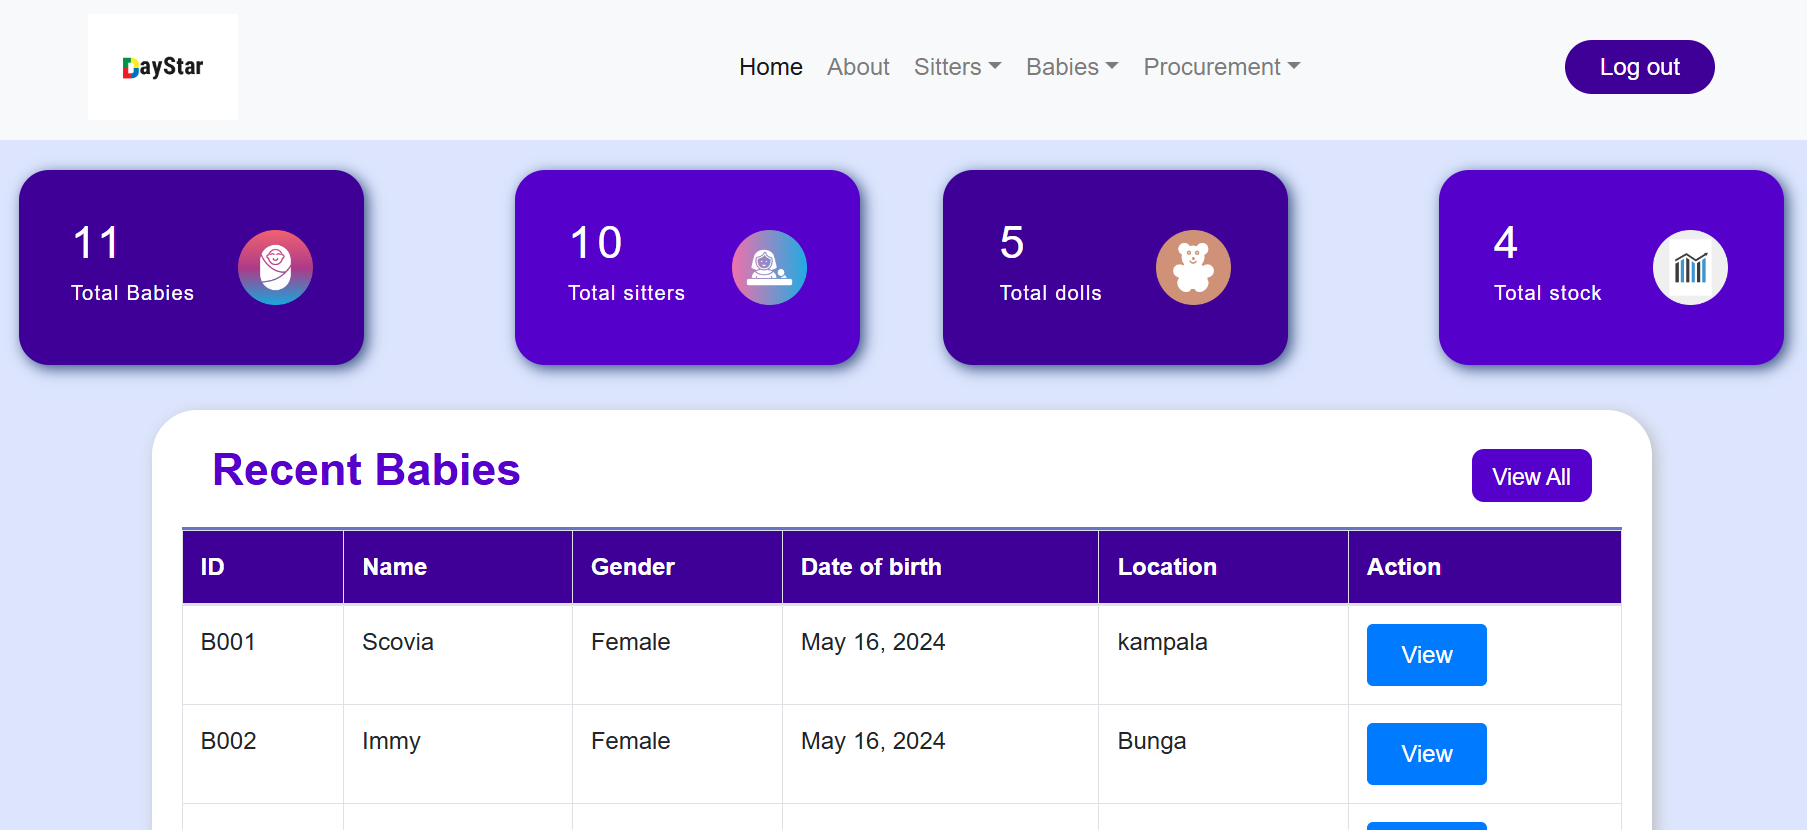 DayStar
Home About Sitters Babies Procurement Log out
11
Total Babies
10
Total sitters
5
Total dolls
4
Total stock
Recent Babies
View All
ID Name Gender Date of birth Location Action
B001 Scovia Female May 16, 2024 kampala View
B002 Immy Female May 16, 2024 Bunga View